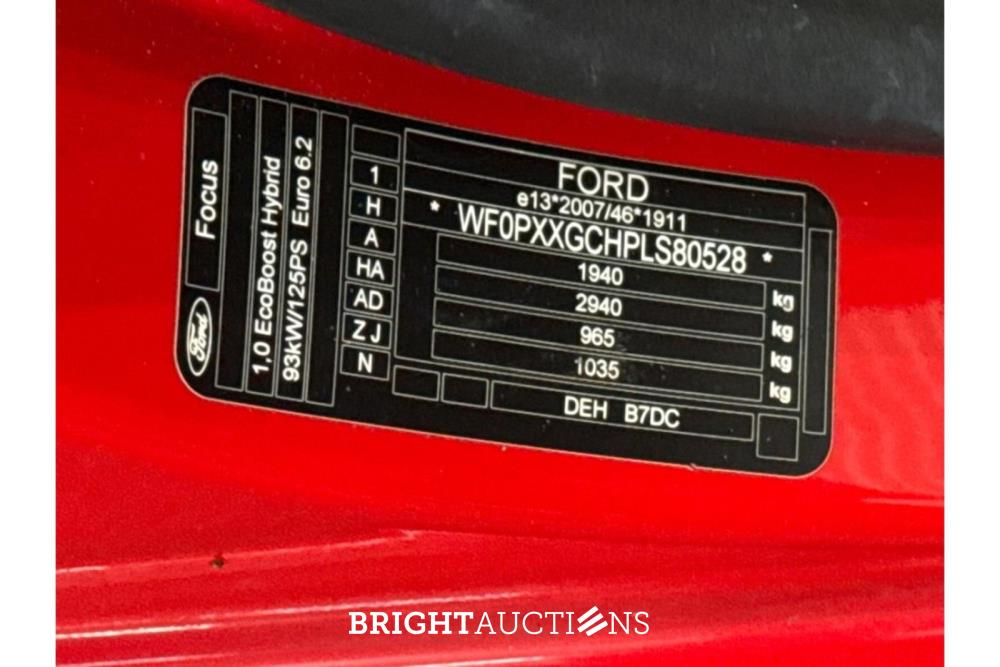 FORD
e13*2007/46*1911
* WF0PXXGCHPLS80528 *
1940 kg
2940 kg
965 kg
1035 kg
DEH B7DC
1
H
A
HA
AD
Z J
N
Focus
1,0 EcoBoost Hybrid
93kW/125PS Euro 6.2
Ford
BRIGHTAUCTIONS